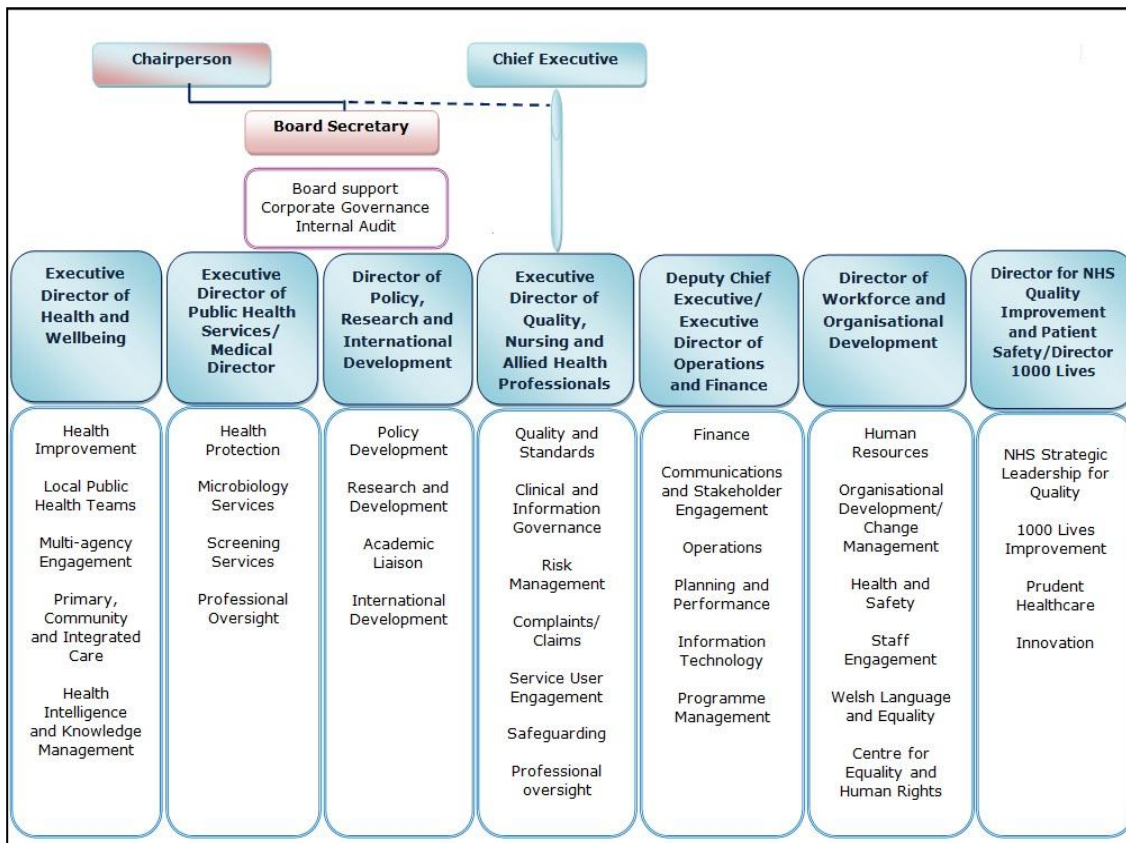 Chairperson
Chief Executive
Board Secretary
Board support
Corporate Governance
Internal Audit
Executive
Director of
Health and
Wellbeing
Executive
Director of
Public Health
Services/
Medical
Director
Director of
Policy,
Research and
International
Development
Executive
Director of
Quality,
Nursing and
Allied Health
Professionals
Deputy Chief
Executive/
Executive
Director of
Operations
and Finance
Director of
Workforce and
Organisational
Development
Director for NHS
Quality
Improvement
and Patient
Safety/Director
1000 Lives
Health
Improvement
Local Public
Health Teams
Multi-agency
Engagement
Primary,
Community
and Integrated
Care
Health
Intelligence
and Knowledge
Management
Health
Protection
Microbiology
Services
Screening
Services
Professional
Oversight
Policy
Development
Research and
Development
Academic
Liaison
International
Development
Quality and
Standards
Clinical and
Information
Governance
Risk
Management
Complaints/
Claims
Service User
Engagement
Safeguarding
Professional
oversight
Finance
Communications
and Stakeholder
Engagement
Operations
Planning and
Performance
Information
Technology
Programme
Management
Human
Resources
Organisational
Development/
Change
Management
Health and
Safety
Staff
Engagement
Welsh Language
and Equality
Centre for
Equality and
Human Rights
NHS Strategic
Leadership for
Quality
1000 Lives
Improvement
Prudent
Healthcare
Innovation